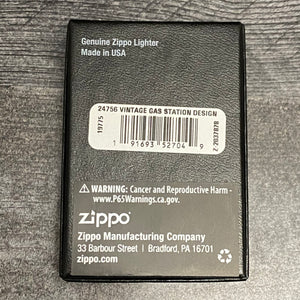 Genuine Zippo Lighter
Made in USA
24756 VINTAGE GAS STATION DESIGN
19775
Z-2037878
1 91693 52704 9
WARNING: Cancer and Reproductive Harm -
www.P65Warnings.ca.gov.
zippo
Zippo Manufacturing Company
33 Barbour Street | Bradford, PA 16701
zippo.com